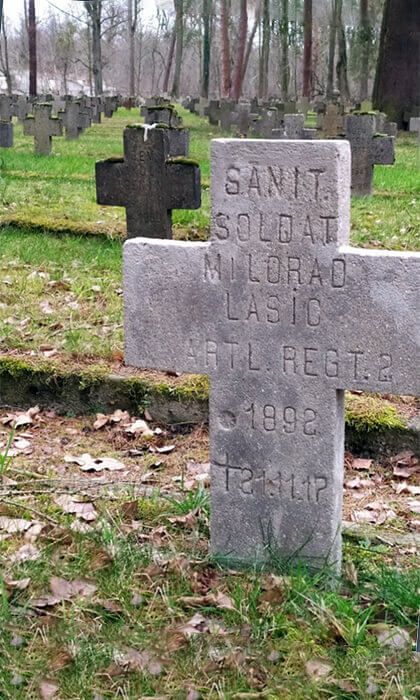 SANIT.
SOLDAT
MILORAD
LASIC
ARTL. REGT. 2
* 1892
† 21.11.17